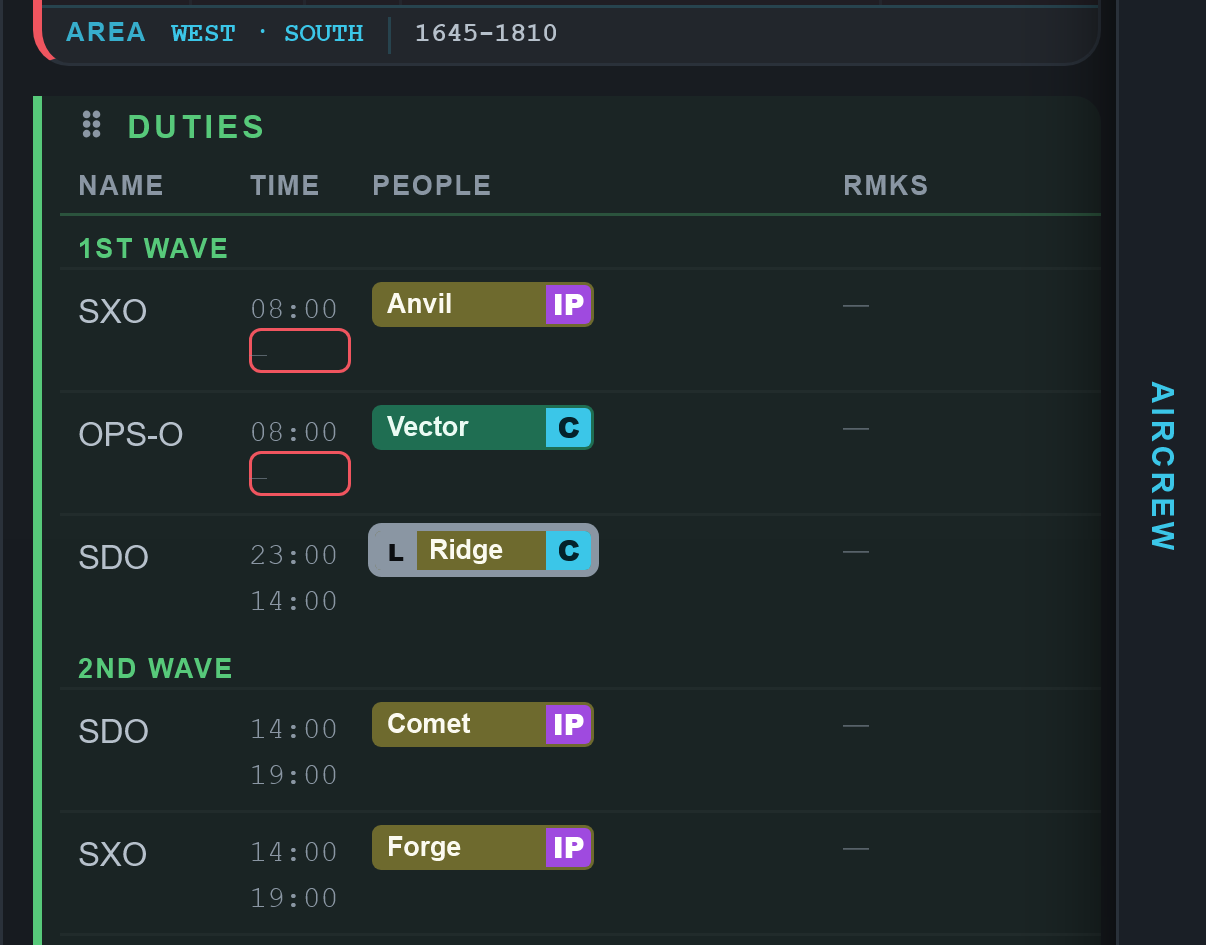 AREA WEST · SOUTH 1645–1810
DUTIES
NAME TIME PEOPLE RMKS
1ST WAVE
SXO 08:00 Anvil IP —
—
OPS-O 08:00 Vector C —
—
SDO 23:00 L Ridge C —
14:00
2ND WAVE
SDO 14:00 Comet IP —
19:00
SXO 14:00 Forge IP —
19:00
AIRCREW